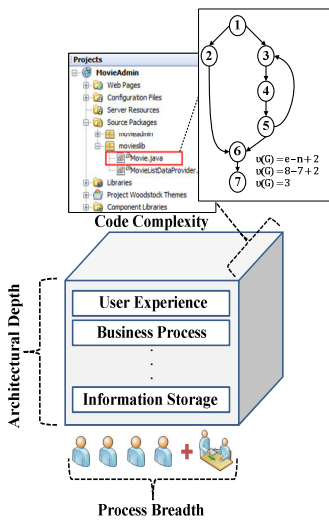 Projects
MovieAdmin
Web Pages
Configuration Files
Server Resources
Source Packages
movieadmin
movieslib
Movie.java
MovieListDataProvider.
Libraries
Project Woodstock Themes
Component Libraries
1
2
3
4
5
6
7
υ(G)=e-n+2
υ(G)=8-7+2
υ(G)=3
Code Complexity
Architectural Depth
User Experience
Business Process
.
.
.
Information Storage
+
Process Breadth